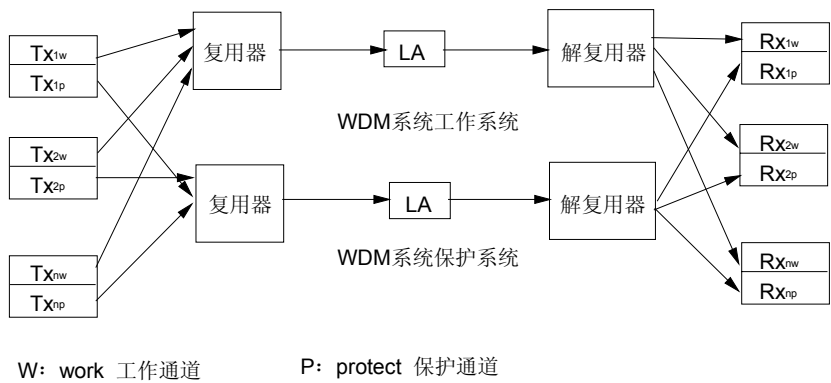 Tx1w
Tx1p
复用器
LA
解复用器
Rx1w
Rx1p
WDM系统工作系统
Tx2w
Tx2p
Rx2w
Rx2p
复用器
LA
解复用器
WDM系统保护系统
Txnw
Txnp
Rxnw
Rxnp
W：work 工作通道 P：protect 保护通道